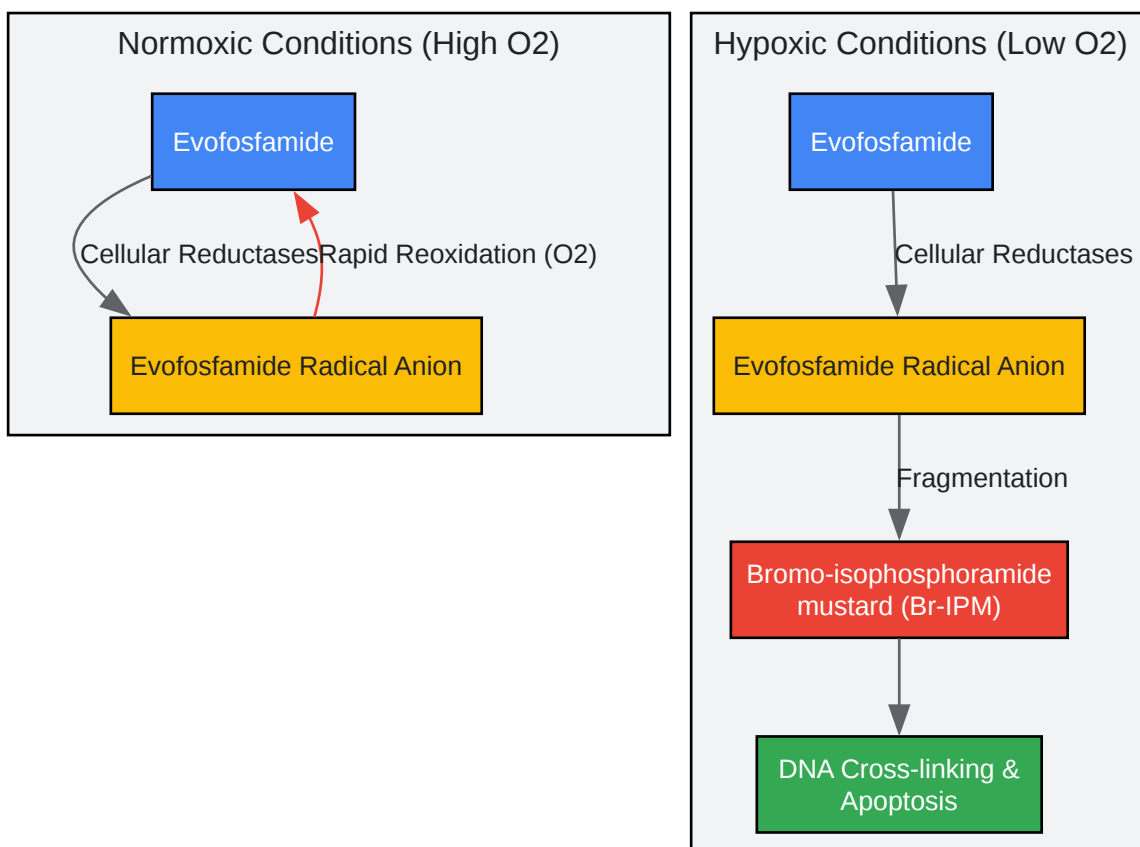 Normoxic Conditions (High O2)
Evofosfamide
Cellular Reductases
Rapid Reoxidation (O2)
Evofosfamide Radical Anion
Hypoxic Conditions (Low O2)
Evofosfamide
Cellular Reductases
Evofosfamide Radical Anion
Fragmentation
Bromo-isophosphoramide
mustard (Br-IPM)
DNA Cross-linking &
Apoptosis